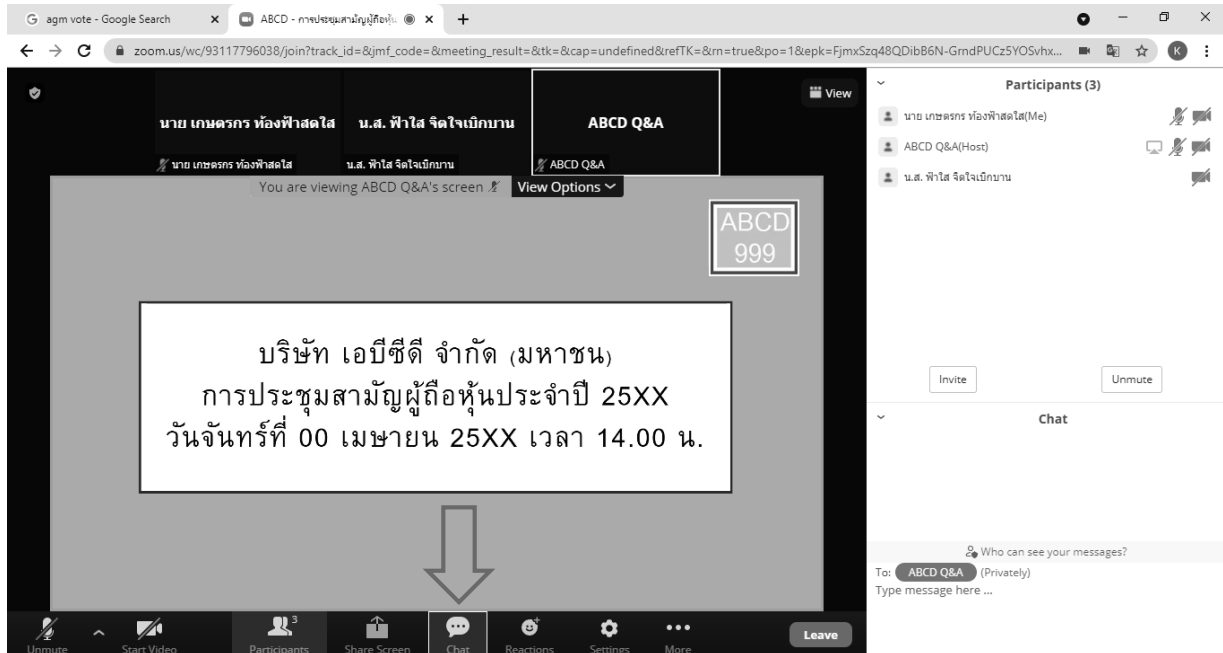 agm vote - Google Search
ABCD - การประชุมสามัญผู้ถือหุ้น
zoom.us/wc/93117796038/join?track_id=&jmf_code=&meeting_result=&tk=&cap=undefined&refTK=&rn=true&po=1&epk=FjmxSzq48QDibB6N-GrndPUCz5YOSvhx...
K
View
นาย เกษตรกร ท้องฟ้าสดใส
น.ส. ฟ้าใส จิตใจเบิกบาน
ABCD Q&A
นาย เกษตรกร ท้องฟ้าสดใส
น.ส. ฟ้าใส จิตใจเบิกบาน
ABCD Q&A
You are viewing ABCD Q&A's screen
View Options
ABCD
999
บริษัท เอบีซีดี จำกัด (มหาชน)
การประชุมสามัญผู้ถือหุ้นประจำปี 25XX
วันจันทร์ที่ 00 เมษายน 25XX เวลา 14.00 น.
Unmute
Start Video
3
Participants
Share Screen
Chat
Reactions
Settings
More
Leave
Participants (3)
นาย เกษตรกร ท้องฟ้าสดใส(Me)
ABCD Q&A(Host)
น.ส. ฟ้าใส จิตใจเบิกบาน
Invite
Unmute
Chat
Who can see your messages?
To: ABCD Q&A (Privately)
Type message here ...